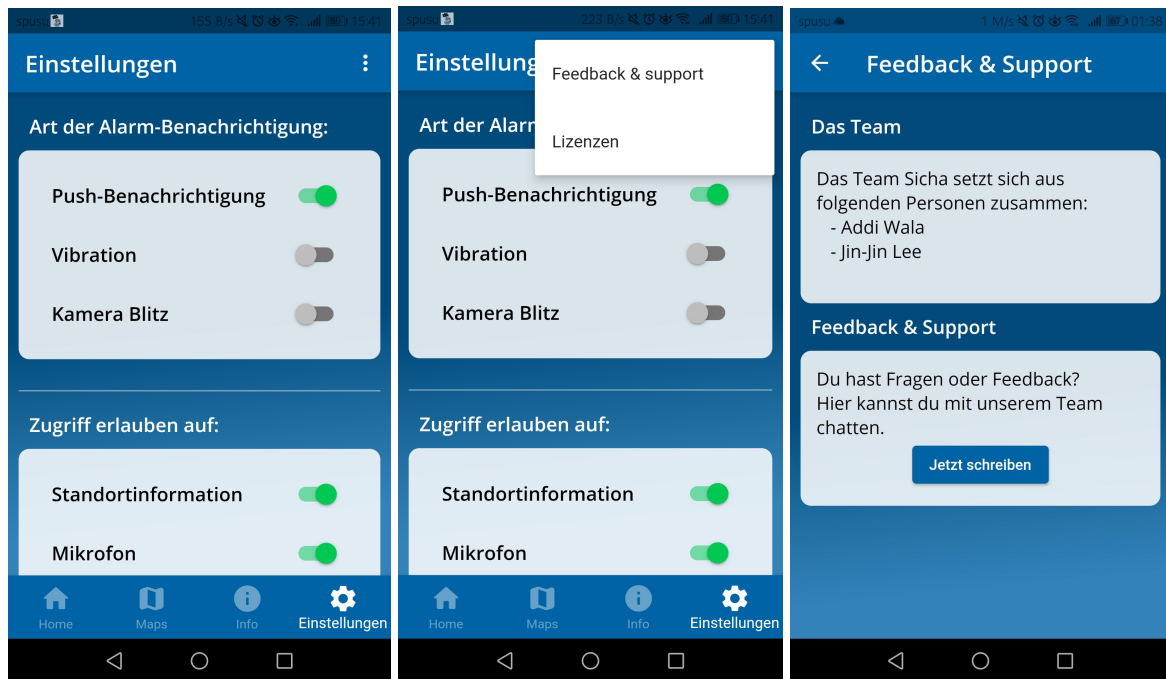 spusu 155 B/s 15:41
Einstellungen
Art der Alarm-Benachrichtigung:
Push-Benachrichtigung
Vibration
Kamera Blitz
Zugriff erlauben auf:
Standortinformation
Mikrofon
Home Maps Info Einstellungen
spusu 223 B/s 15:41
Einstellung
Feedback & support
Lizenzen
Art der Alarr
Push-Benachrichtigung
Vibration
Kamera Blitz
Zugriff erlauben auf:
Standortinformation
Mikrofon
Home Maps Info Einstellungen
spusu 1 M/s 01:38
Feedback & Support
Das Team
Das Team Sicha setzt sich aus
folgenden Personen zusammen:
- Addi Wala
- Jin-Jin Lee
Feedback & Support
Du hast Fragen oder Feedback?
Hier kannst du mit unserem Team
chatten.
Jetzt schreiben